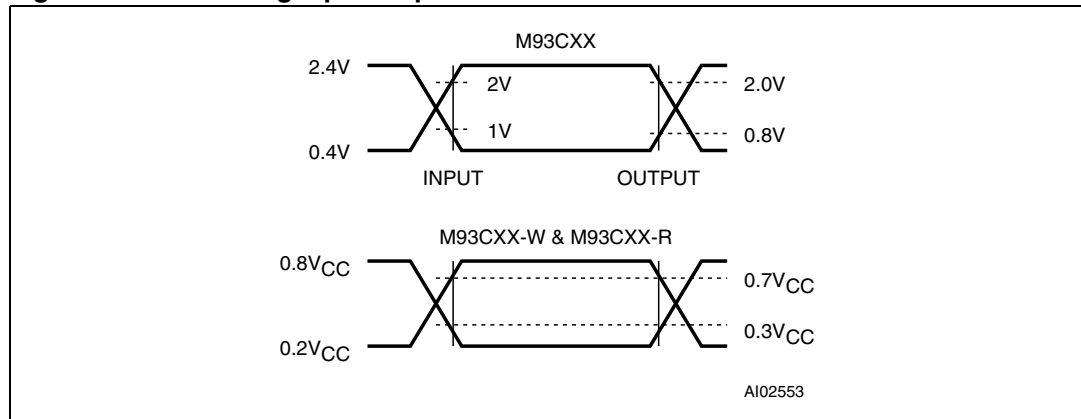 M93CXX
2.4V
2V
2.0V
1V
0.8V
0.4V
INPUT
OUTPUT
M93CXX-W & M93CXX-R
0.8VCC
0.7VCC
0.3VCC
0.2VCC
AI02553